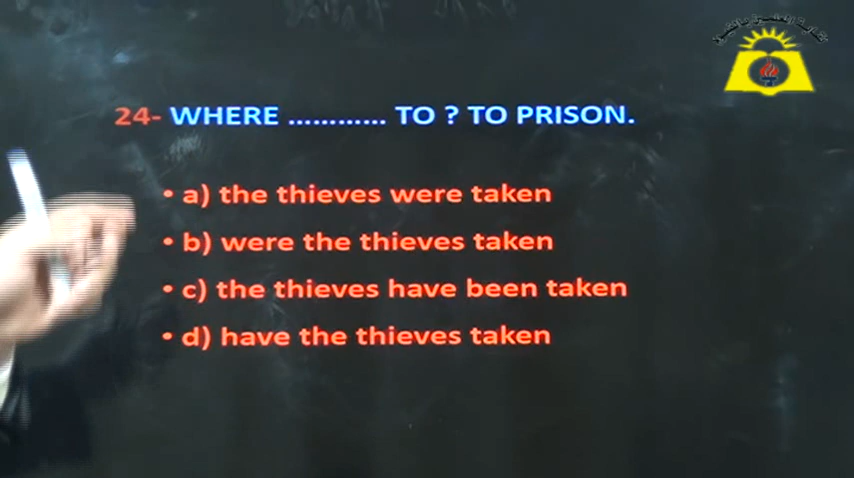 24- WHERE ………… TO ? TO PRISON.
• a) the thieves were taken
• b) were the thieves taken
• c) the thieves have been taken
• d) have the thieves taken